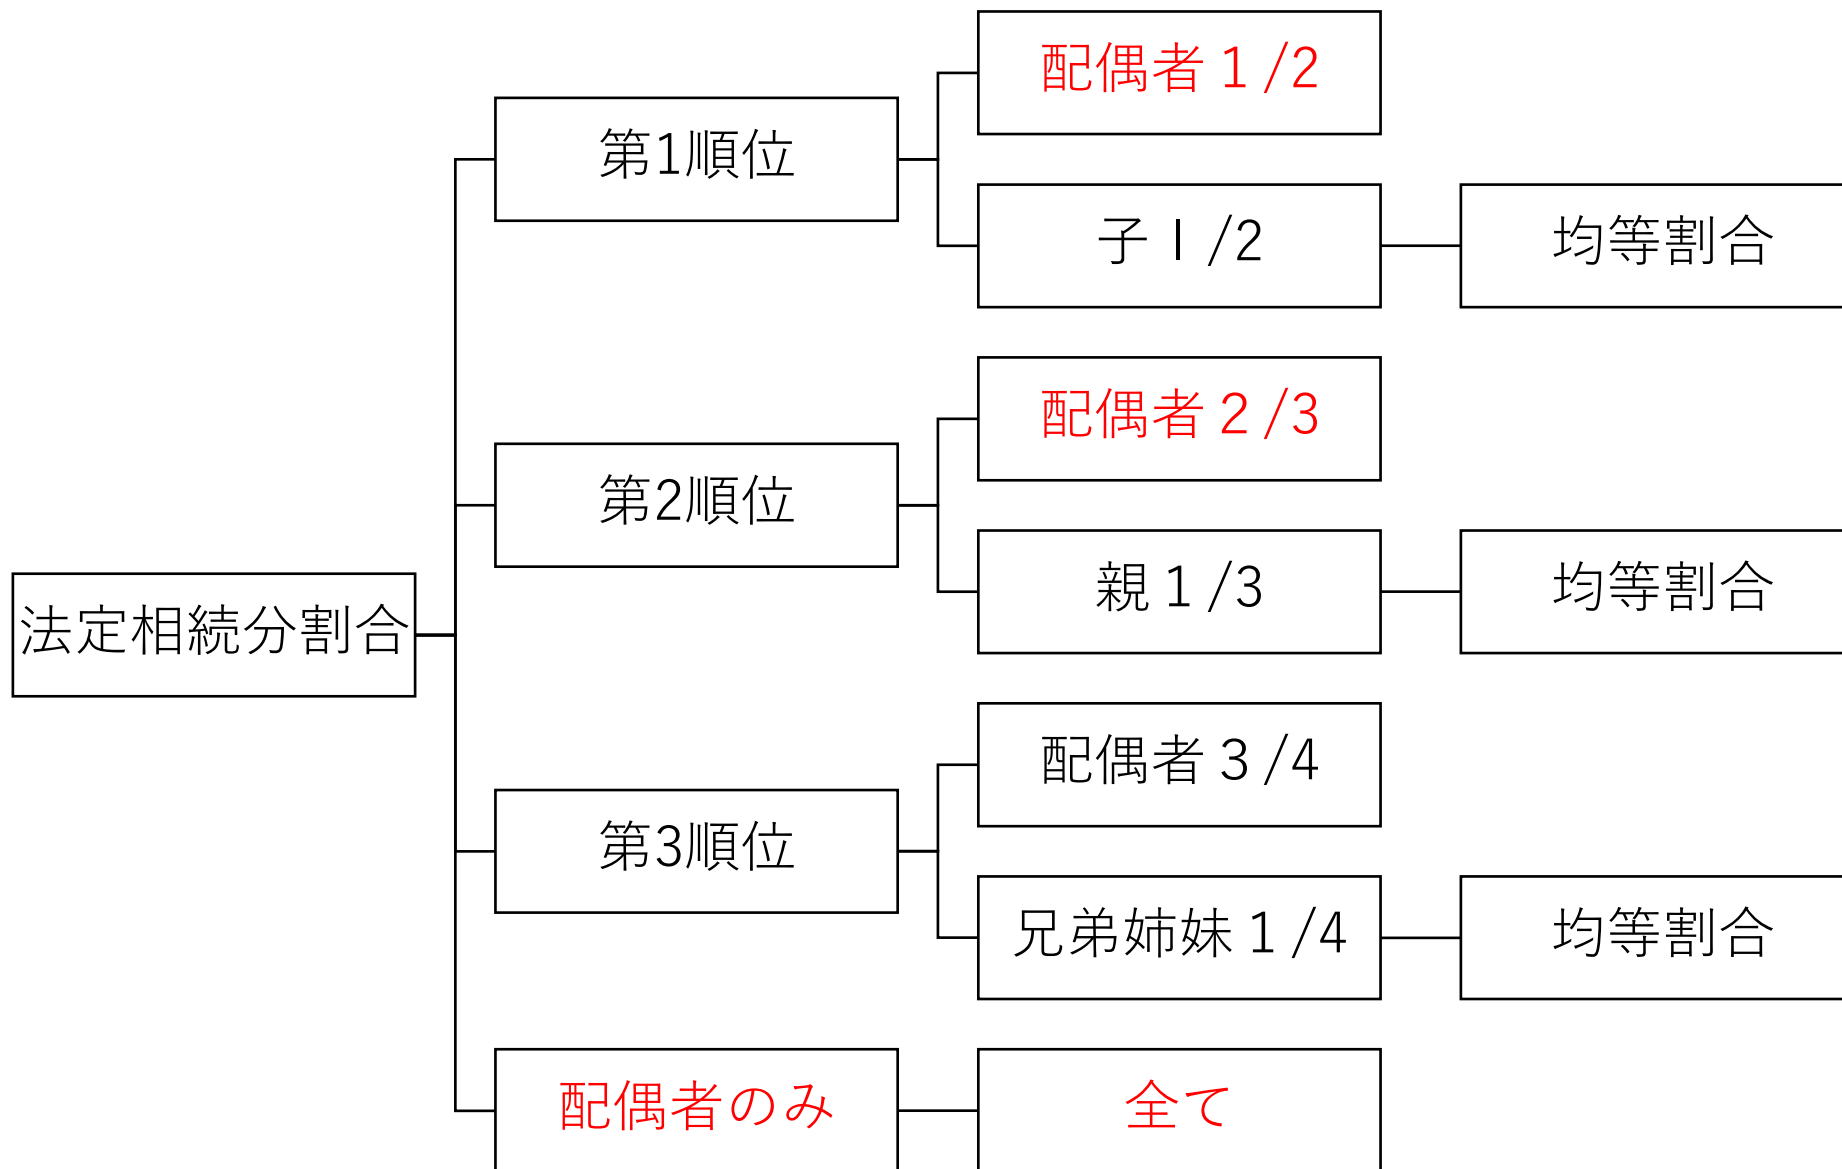 法定相続分割合
第1順位
配偶者 1 /2
子 I /2
均等割合
第2順位
配偶者 2 /3
親 1 /3
均等割合
第3順位
配偶者 3 /4
兄弟姉妹 1 /4
均等割合
配偶者のみ
全て